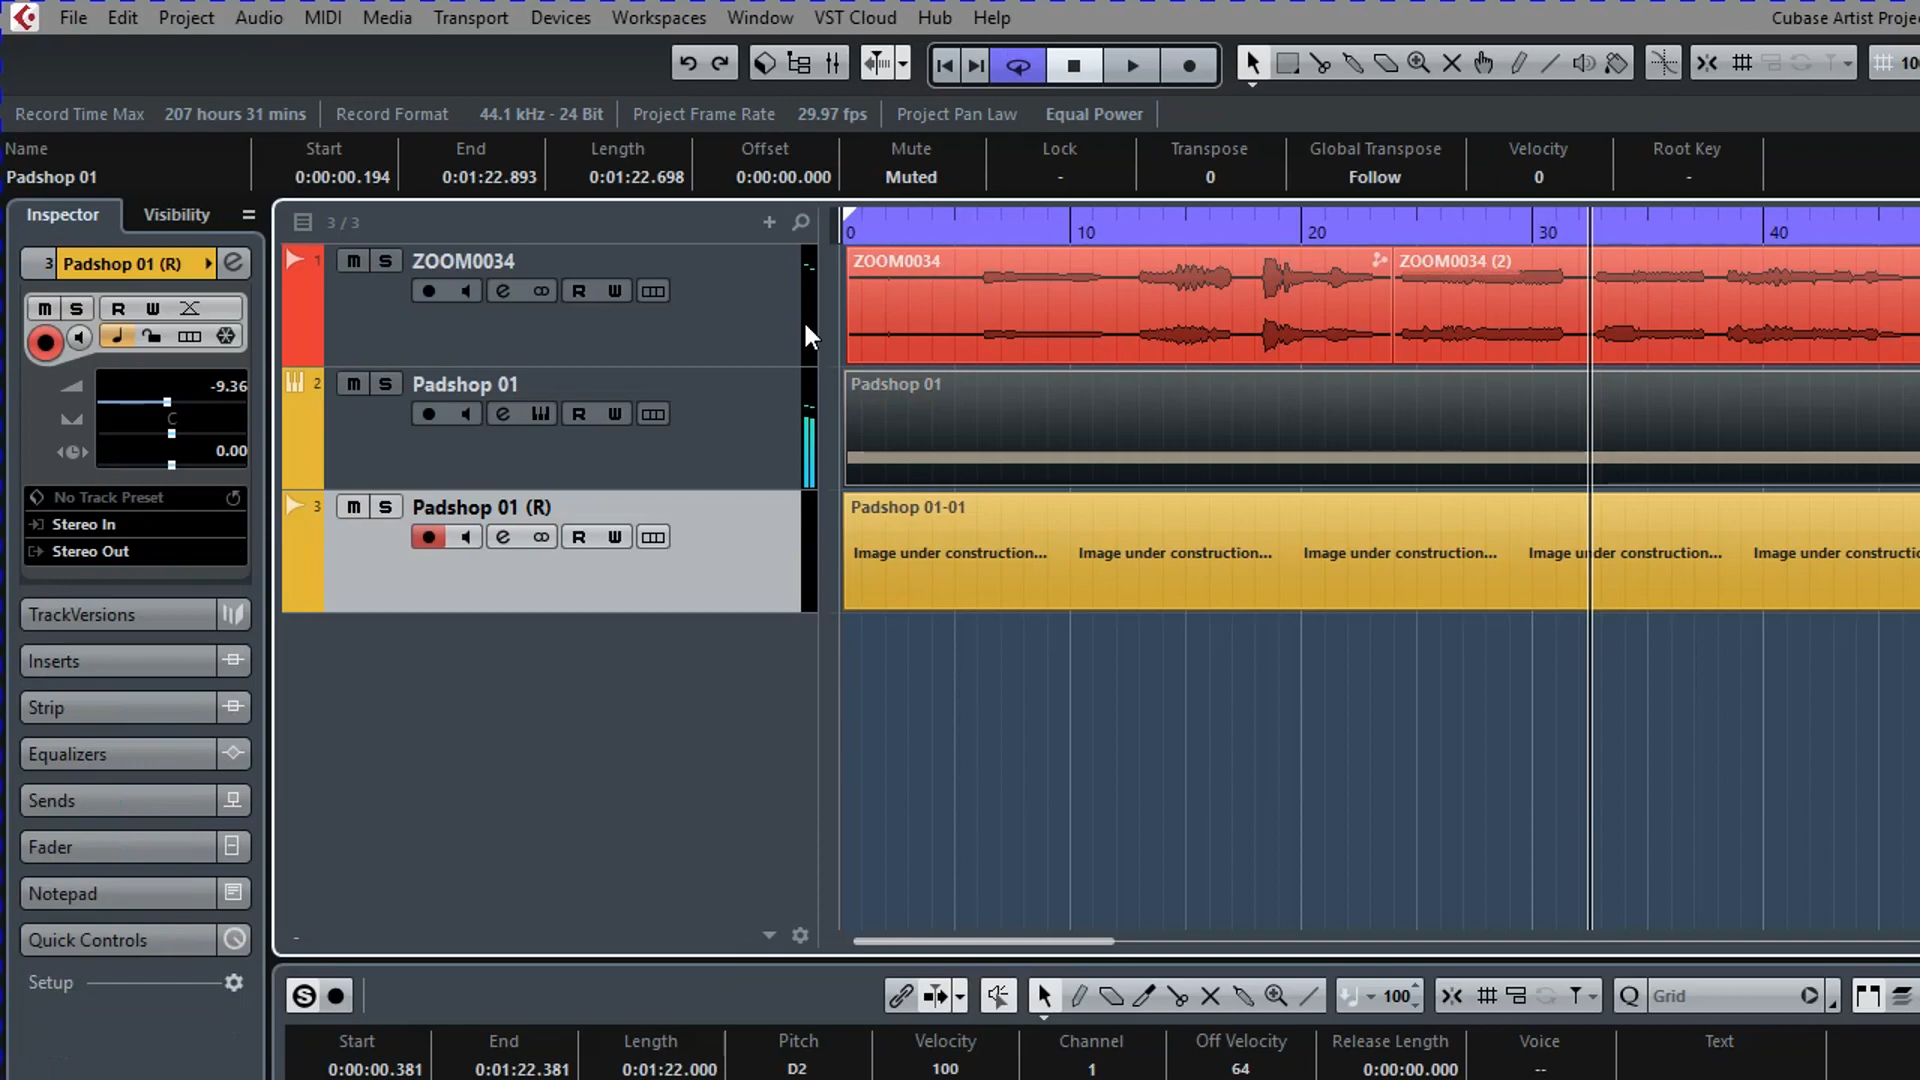 File Edit Project Audio MIDI Media Transport Devices Workspaces Window VST Cloud Hub Help
Cubase Artist Proje
10
Record Time Max 207 hours 31 mins Record Format 44.1 kHz - 24 Bit Project Frame Rate 29.97 fps Project Pan Law Equal Power
Name Start End Length Offset Mute Lock Transpose Global Transpose Velocity Root Key
Padshop 01 0:00:00.194 0:01:22.893 0:01:22.698 0:00:00.000 Muted - 0 Follow 0 -
Inspector Visibility
3 Padshop 01 (R)
M S R W
-9.36
C
0.00
No Track Preset
Stereo In
Stereo Out
TrackVersions
Inserts
Strip
Equalizers
Sends
Fader
Notepad
Quick Controls
Setup
3 / 3
1 m S ZOOM0034
e R W
2 m S Padshop 01
e R W
3 m S Padshop 01 (R)
e R W
-
0 10 20 30 40
ZOOM0034 ZOOM0034 (2)
Padshop 01
Padshop 01-01
Image under construction... Image under construction... Image under construction... Image under construction... Image under constructio
S 100 Q Grid
Start End Length Pitch Velocity Channel Off Velocity Release Length Voice Text
0:00:00.381 0:01:22.381 0:01:22.000 D2 100 1 64 0:00:00.000 --